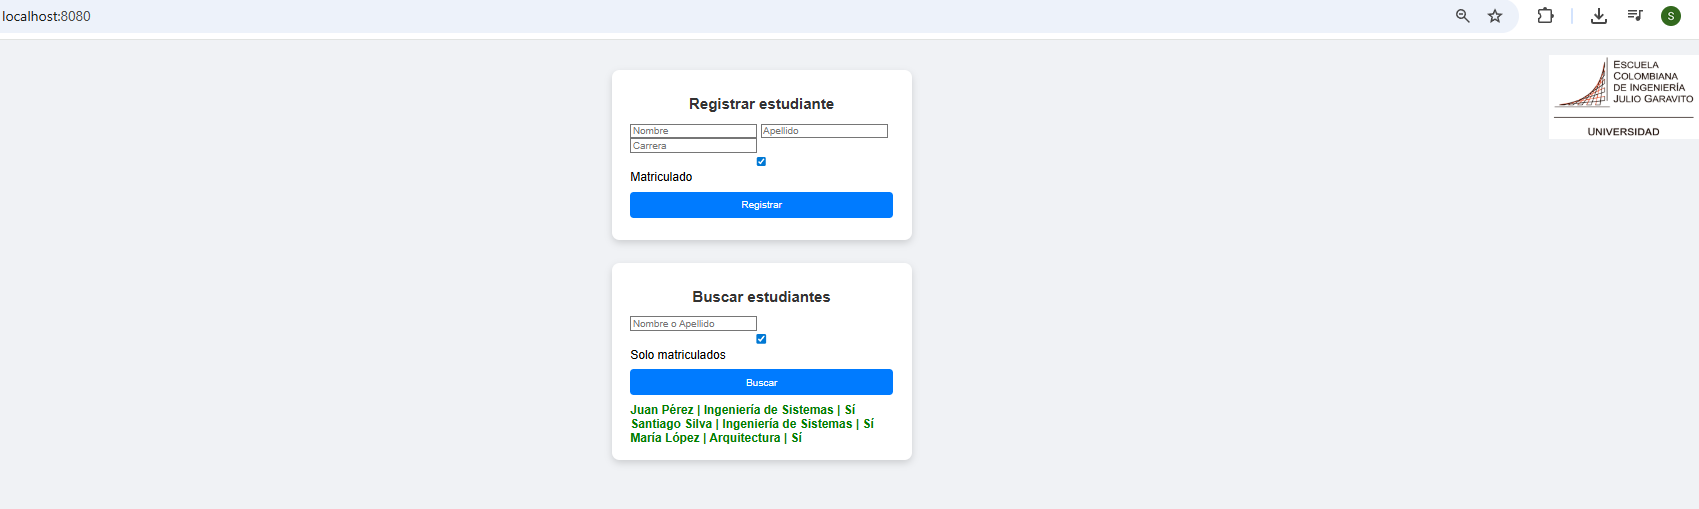 localhost:8080
S
ESCUELA
COLOMBIANA
DE INGENIERÍA
JULIO GARAVITO
UNIVERSIDAD
Registrar estudiante
Nombre
Apellido
Carrera
Matriculado
Registrar
Buscar estudiantes
Nombre o Apellido
Solo matriculados
Buscar
Juan Pérez | Ingeniería de Sistemas | Sí
Santiago Silva | Ingeniería de Sistemas | Sí
María López | Arquitectura | Sí